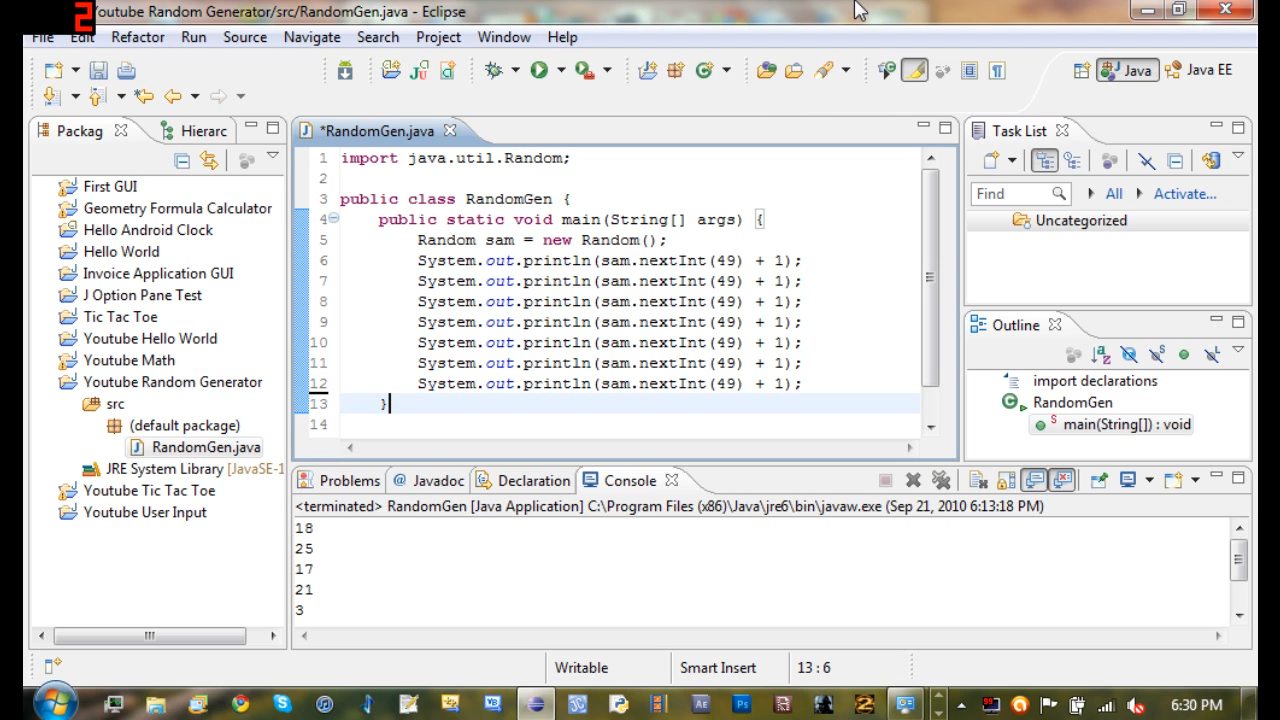 2
Youtube Random Generator/src/RandomGen.java - Eclipse
File Edit Refactor Run Source Navigate Search Project Window Help
Java
Java EE
Packag
Hierarc
First GUI
Geometry Formula Calculator
Hello Android Clock
Hello World
Invoice Application GUI
J Option Pane Test
Tic Tac Toe
Youtube Hello World
Youtube Math
Youtube Random Generator
src
(default package)
RandomGen.java
JRE System Library [JavaSE-1
Youtube Tic Tac Toe
Youtube User Input
*RandomGen.java
1 import java.util.Random;
2
3 public class RandomGen {
4 public static void main(String[] args) {
5 Random sam = new Random();
6 System.out.println(sam.nextInt(49) + 1);
7 System.out.println(sam.nextInt(49) + 1);
8 System.out.println(sam.nextInt(49) + 1);
9 System.out.println(sam.nextInt(49) + 1);
10 System.out.println(sam.nextInt(49) + 1);
11 System.out.println(sam.nextInt(49) + 1);
12 System.out.println(sam.nextInt(49) + 1);
13 }
14
Task List
Find
All
Activate...
Uncategorized
Outline
import declarations
RandomGen
main(String[]) : void
Problems
@ Javadoc
Declaration
Console
<terminated> RandomGen [Java Application] C:\Program Files (x86)\Java\jre6\bin\javaw.exe (Sep 21, 2010 6:13:18 PM)
18
25
17
21
3
Writable
Smart Insert
13 : 6
6:30 PM